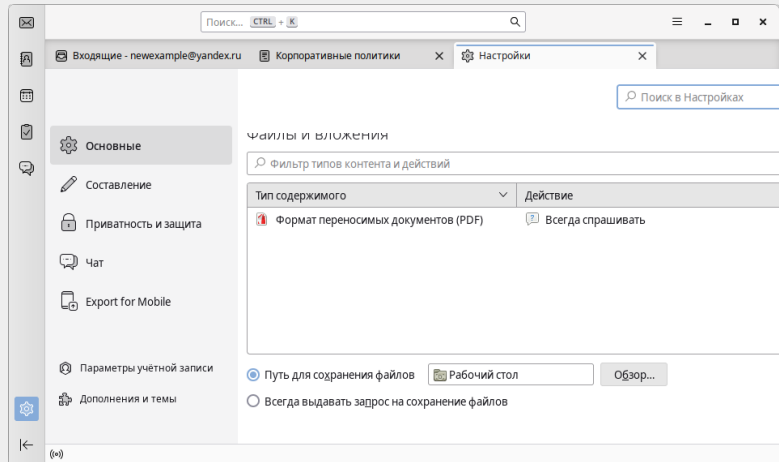 Поиск... CTRL + K
Входящие - newexample@yandex.ru
Корпоративные политики
Настройки
Поиск в Настройках
Основные
Составление
Приватность и защита
Чат
Export for Mobile
Параметры учётной записи
Дополнения и темы
Файлы и вложения
Фильтр типов контента и действий
Тип содержимого Действие
Формат переносимых документов (PDF) Всегда спрашивать
Путь для сохранения файлов Рабочий стол Обзор...
Всегда выдавать запрос на сохранение файлов